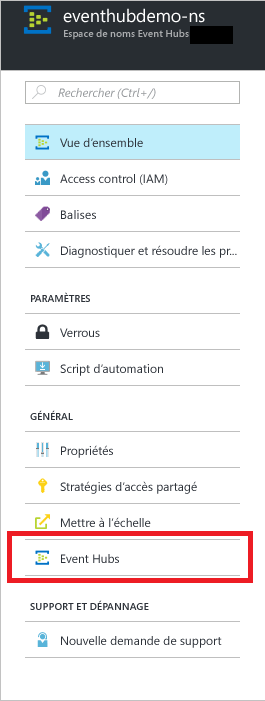 eventhubdemo-ns
Espace de noms Event Hubs
Rechercher (Ctrl+/)
Vue d'ensemble
Access control (IAM)
Balises
Diagnostiquer et résoudre les pr...
PARAMÈTRES
Verrous
Script d'automation
GÉNÉRAL
Propriétés
Stratégies d'accès partagé
Mettre à l'échelle
Event Hubs
SUPPORT ET DÉPANNAGE
Nouvelle demande de support